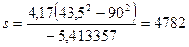 s = 4,17(43,5² − 90²) / −5,413357 = 4782